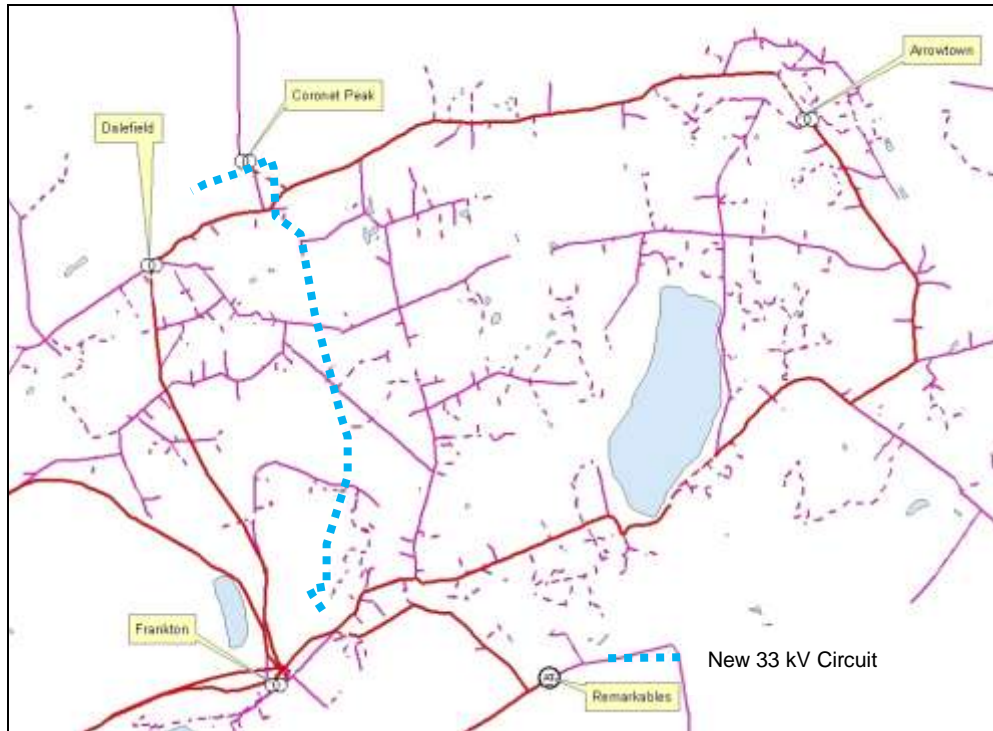 Arrowtown
Coronet Peak
Dalefield
Frankton
New 33 kV Circuit
Remarkables